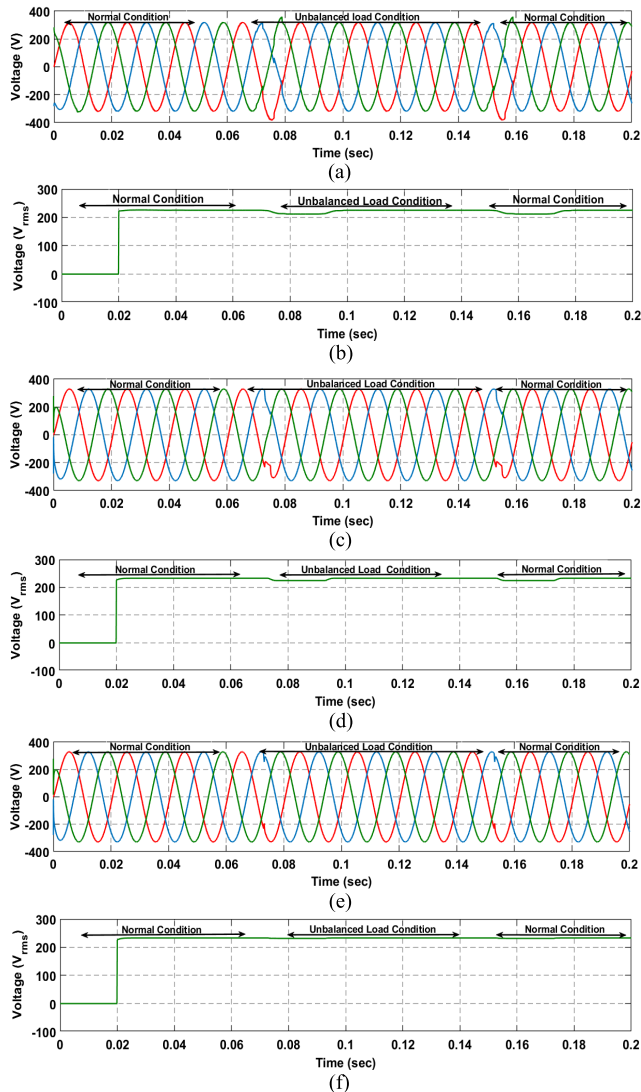 Normal Condition Unbalanced load Condition Normal Condition
Voltage (V)
400
200
0
-200
-400
0 0.02 0.04 0.06 0.08 0.1 0.12 0.14 0.16 0.18 0.2
Time (sec)
(a)
Normal Condition Unbalanced Load Condition Normal Condition
Voltage (Vrms)
300
200
100
0
-100
0 0.02 0.04 0.06 0.08 0.1 0.12 0.14 0.16 0.18 0.2
Time (sec)
(b)
Normal Condition Unbalanced Load Condition Normal Condition
Voltage (V)
400
200
0
-200
-400
0 0.02 0.04 0.06 0.08 0.1 0.12 0.14 0.16 0.18 0.2
Time (sec)
(c)
Normal Condition Unbalanced Load Condition Normal Condition
Voltage (Vrms)
300
200
100
0
-100
0 0.02 0.04 0.06 0.08 0.1 0.12 0.14 0.16 0.18 0.2
Time (sec)
(d)
Normal Condition Unbalanced Load Condition Normal Condition
Voltage (V)
400
200
0
-200
-400
0 0.02 0.04 0.06 0.08 0.1 0.12 0.14 0.16 0.18 0.2
Time (sec)
(e)
Normal Condition Unbalanced Load Condition Normal Condition
Voltage (Vrms)
300
200
100
0
-100
0 0.02 0.04 0.06 0.08 0.1 0.12 0.14 0.16 0.18 0.2
Time (sec)
(f)